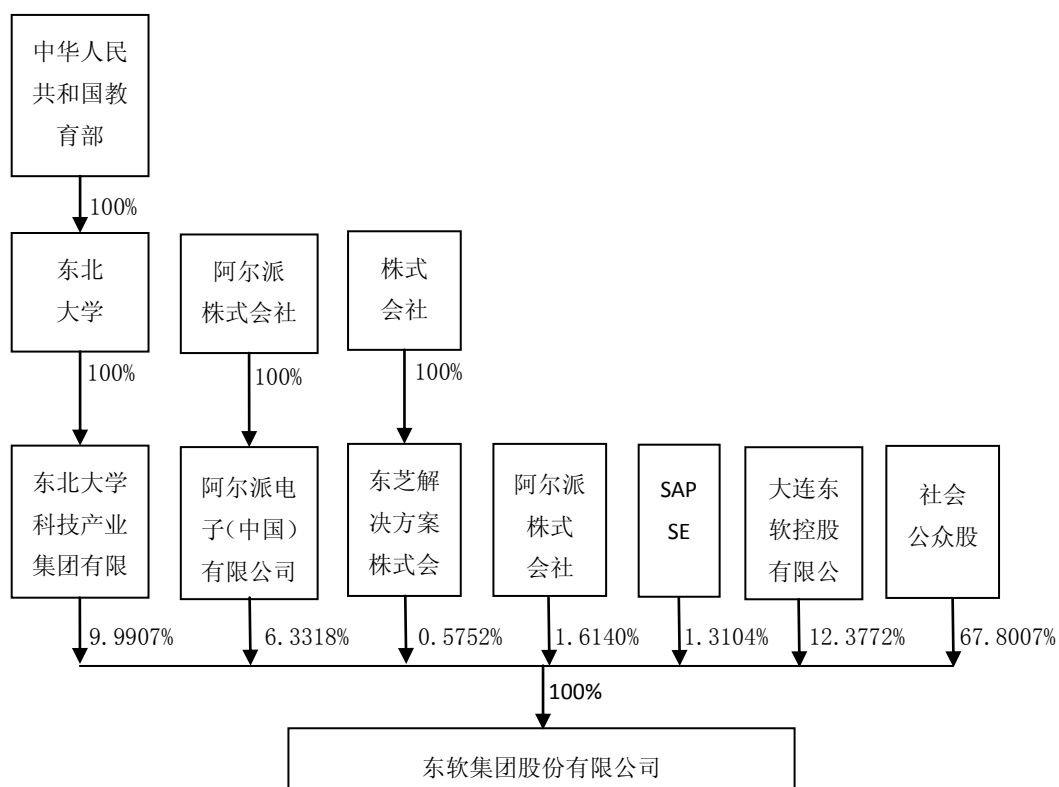 中华人民
共和国教
育部
100%
东北
大学
阿尔派
株式会社
株式
会社
100%
100%
100%
东北大学
科技产业
集团有限
阿尔派电
子(中国)
有限公司
东芝解
决方案
株式会
阿尔派
株式
会社
SAP
SE
大连东
软控股
有限公
社会
公众股
9.9907%
6.3318%
0.5752%
1.6140%
1.3104%
12.3772%
67.8007%
100%
东软集团股份有限公司